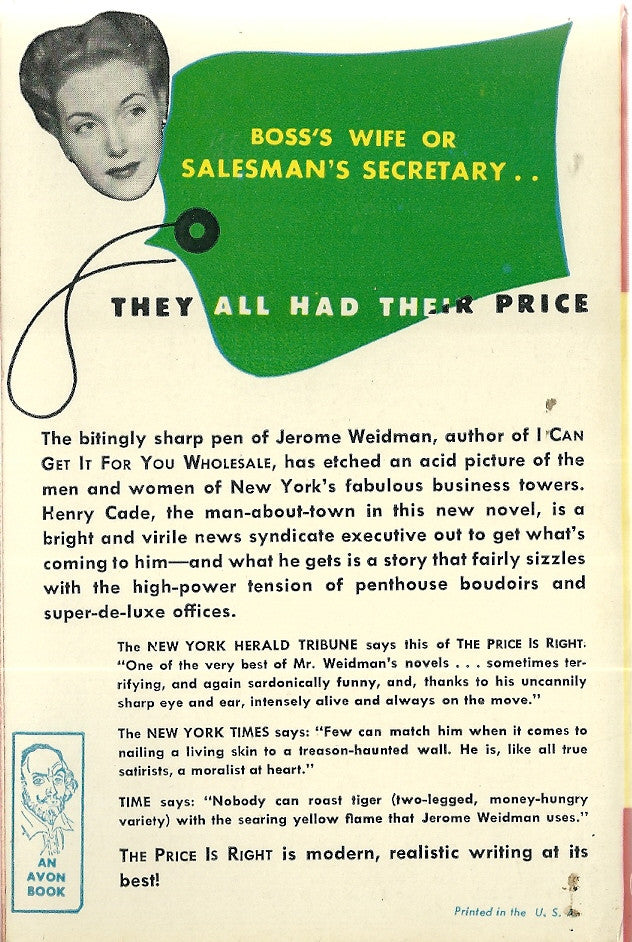 BOSS'S WIFE OR
SALESMAN'S SECRETARY . .
THEY ALL HAD THEIR PRICE
The bitingly sharp pen of Jerome Weidman, author of I CAN
GET IT FOR YOU WHOLESALE, has etched an acid picture of the
men and women of New York's fabulous business towers.
Henry Cade, the man-about-town in this new novel, is a
bright and virile news syndicate executive out to get what's
coming to him—and what he gets is a story that fairly sizzles
with the high-power tension of penthouse boudoirs and
super-de-luxe offices.
The NEW YORK HERALD TRIBUNE says this of THE PRICE IS RIGHT:
"One of the very best of Mr. Weidman's novels . . . sometimes ter-
rifying, and again sardonically funny, and, thanks to his uncannily
sharp eye and ear, intensely alive and always on the move."
The NEW YORK TIMES says: "Few can match him when it comes to
nailing a living skin to a treason-haunted wall. He is, like all true
satirists, a moralist at heart."
TIME says: "Nobody can roast tiger (two-legged, money-hungry
variety) with the searing yellow flame that Jerome Weidman uses."
THE PRICE IS RIGHT is modern, realistic writing at its
best!
AN
AVON
BOOK
Printed in the U. S. A.